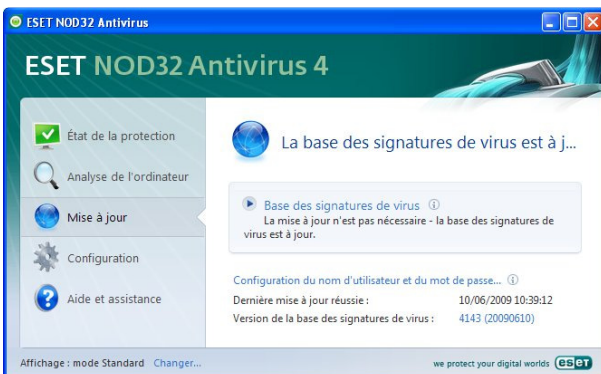 ESET NOD32 Antivirus
ESET NOD32 Antivirus 4
État de la protection
Analyse de l'ordinateur
Mise à jour
Configuration
Aide et assistance
La base des signatures de virus est à j...
Base des signatures de virus
La mise à jour n'est pas nécessaire - la base des signatures de
virus est à jour.
Configuration du nom d'utilisateur et du mot de passe...
Dernière mise à jour réussie : 10/06/2009 10:39:12
Version de la base des signatures de virus : 4143 (20090610)
Affichage : mode Standard Changer...
we protect your digital worlds eset